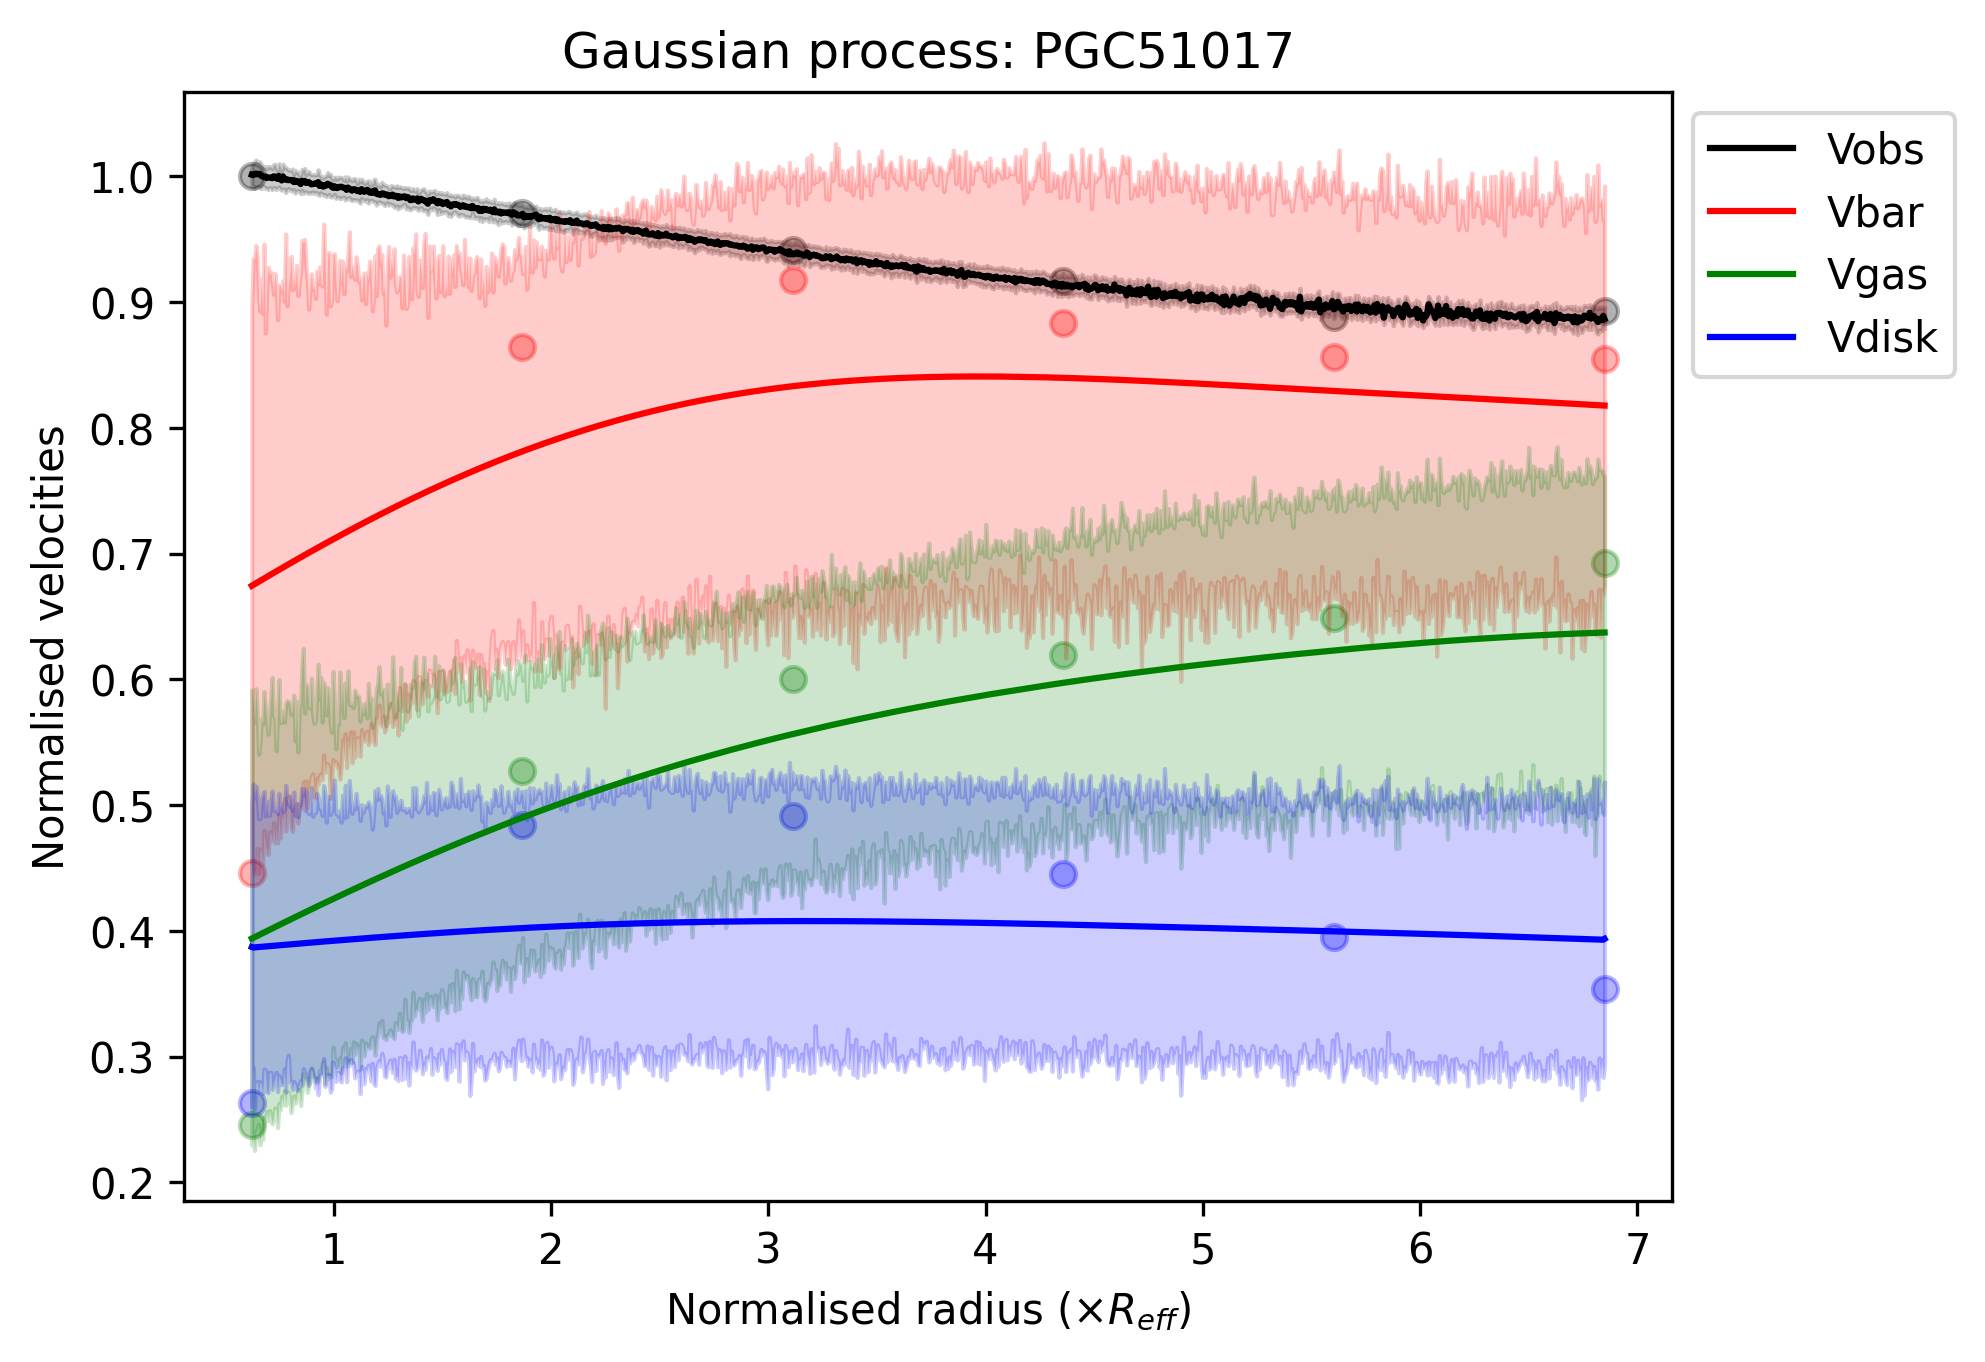 Gaussian process: PGC51017
Vobs
Vbar
Vgas
Vdisk
Normalised velocities
1.0
0.9
0.8
0.7
0.6
0.5
0.4
0.3
0.2
1 2 3 4 5 6 7
Normalised radius (×R_eff)